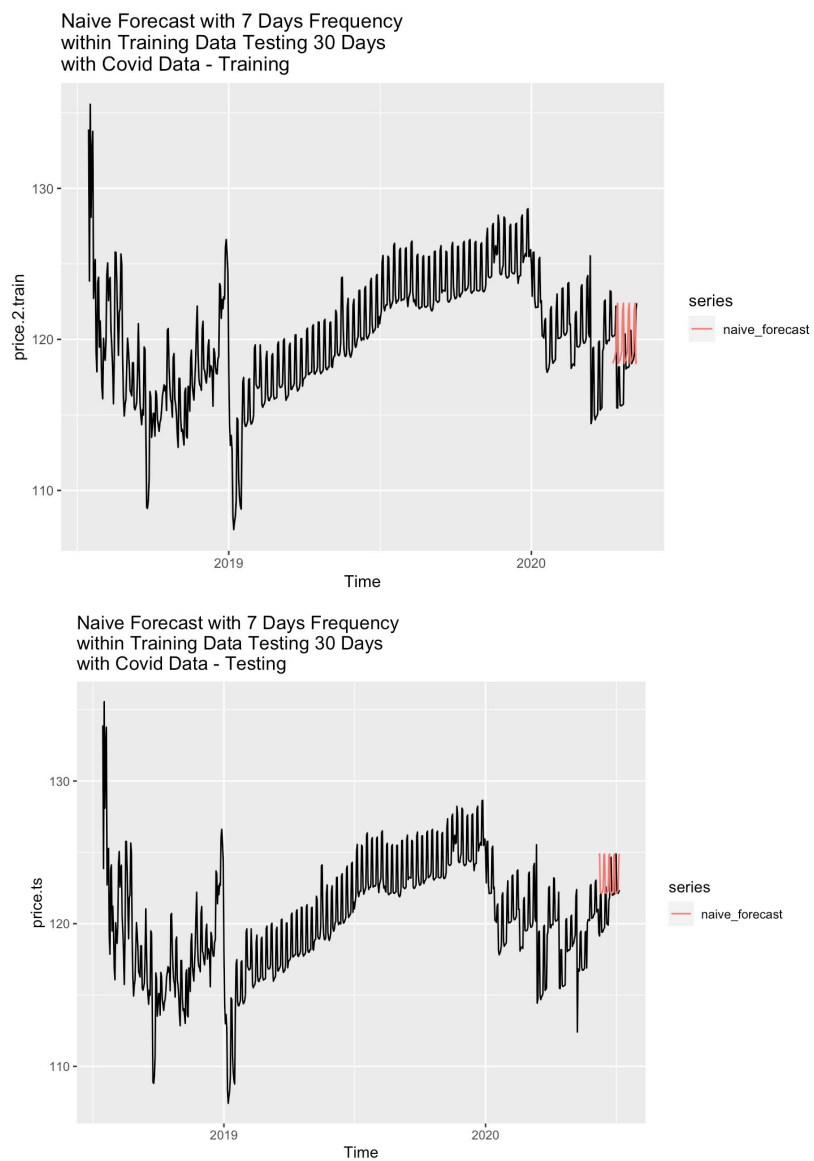 Naive Forecast with 7 Days Frequency
within Training Data Testing 30 Days
with Covid Data - Training
130
120
110
price.2.train
2019
2020
Time
series
naive_forecast
Naive Forecast with 7 Days Frequency
within Training Data Testing 30 Days
with Covid Data - Testing
130
120
110
price.ts
2019
2020
Time
series
naive_forecast